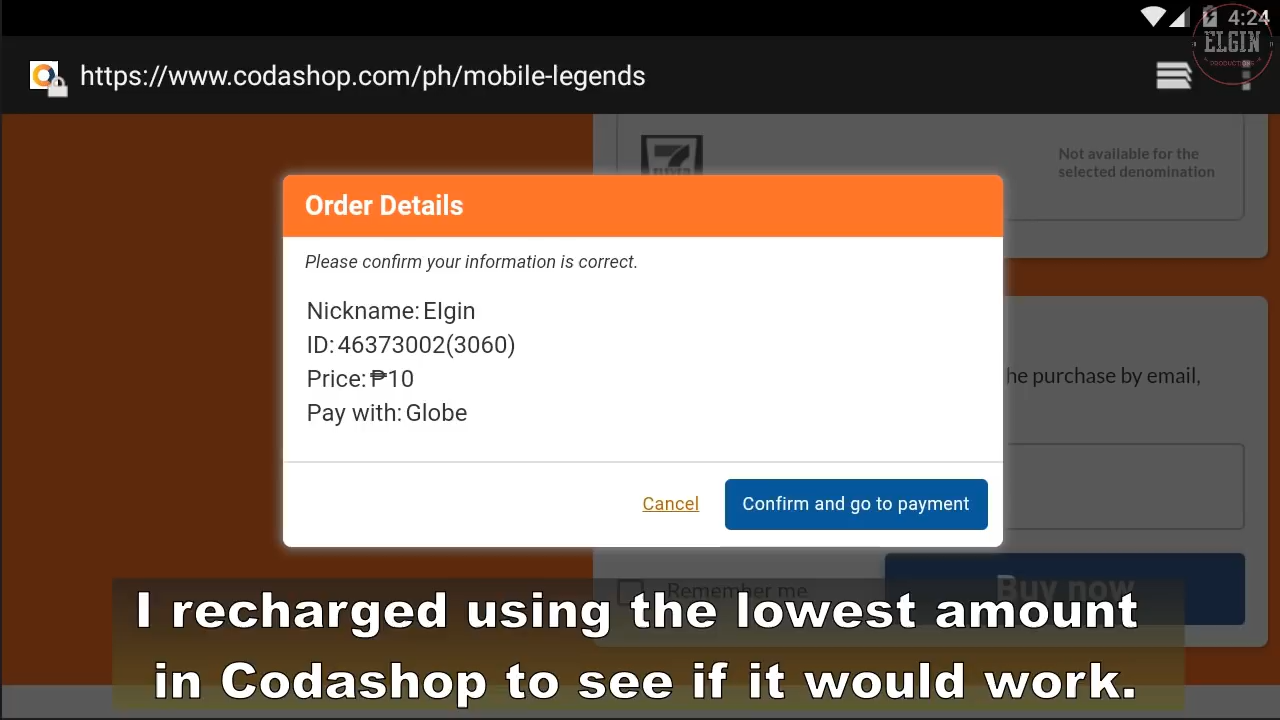 4:24
ELGIN
PRODUCTIONS
https://www.codashop.com/ph/mobile-legends
7
Not available for the
selected denomination
Order Details
Please confirm your information is correct.
Nickname: Elgin
ID: 46373002(3060)
Price: ₱10
Pay with: Globe
he purchase by email,
Cancel
Confirm and go to payment
Remember me
Buy now
I recharged using the lowest amount
in Codashop to see if it would work.